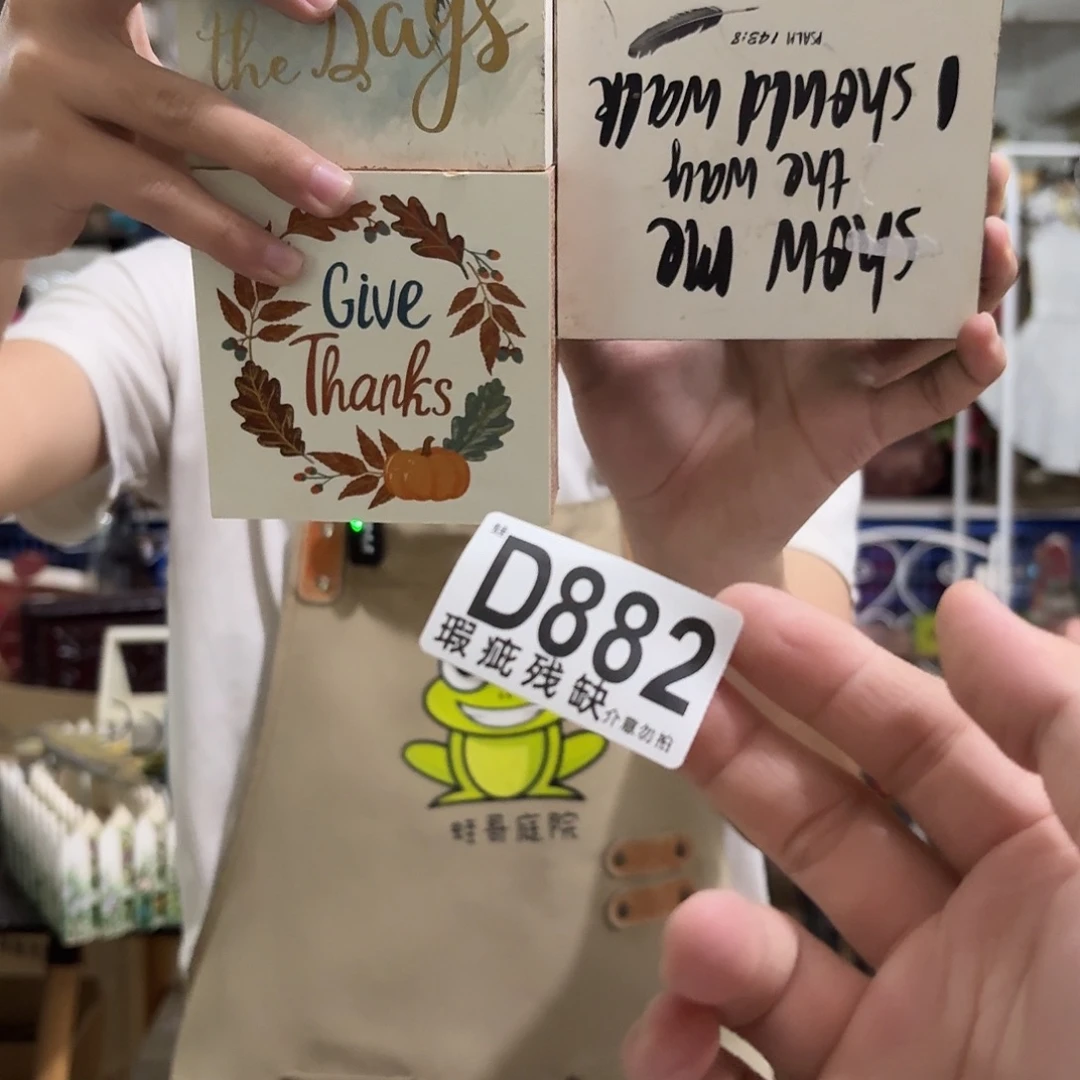 the Days
Give
Thanks
show me
the way
I should walk
PSALM 143:8
蛙
D882
瑕疵残缺
介意勿拍
蛙哥庭院